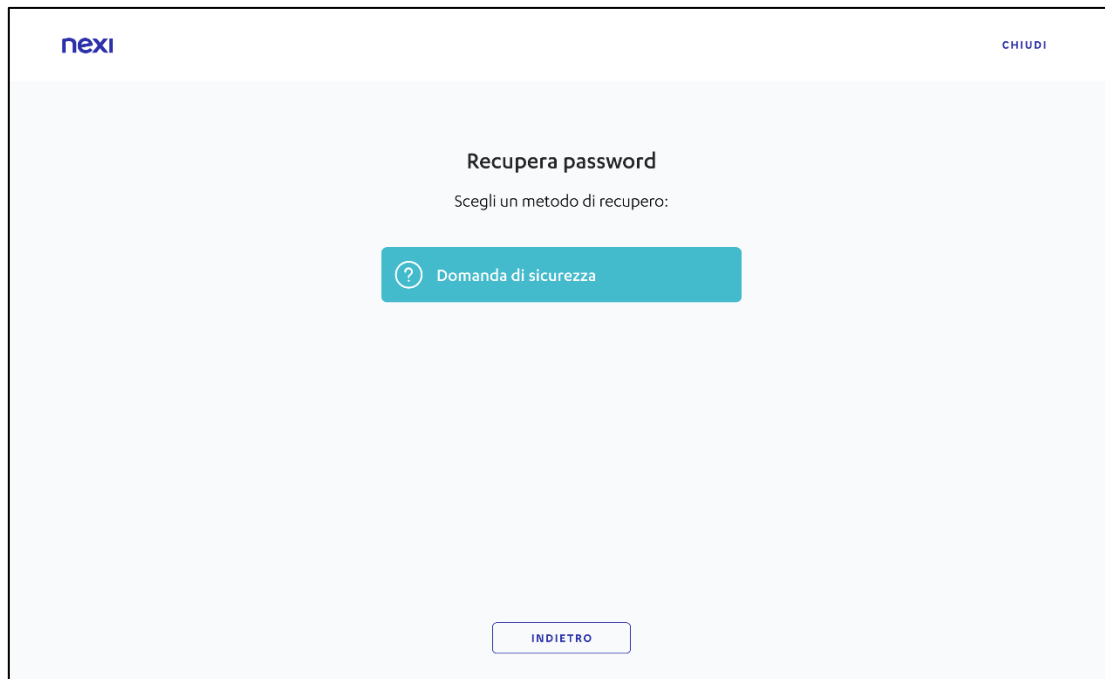 nexi
CHIUDI
Recupera password
Scegli un metodo di recupero:
? Domanda di sicurezza
INDIETRO